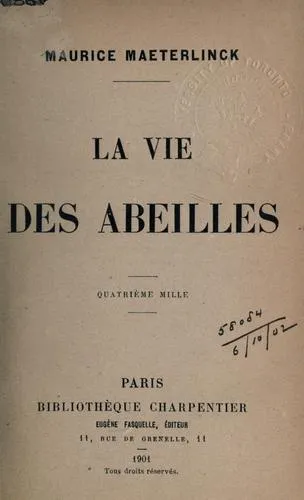 MAURICE MAETERLINCK
LA VIE
DES ABEILLES
QUATRIÈME MILLE
58084
6/10/02
PARIS
BIBLIOTHÈQUE CHARPENTIER
EUGÈNE FASQUELLE, ÉDITEUR
11, RUE DE GRENELLE, 11
1901
Tous droits réservés.